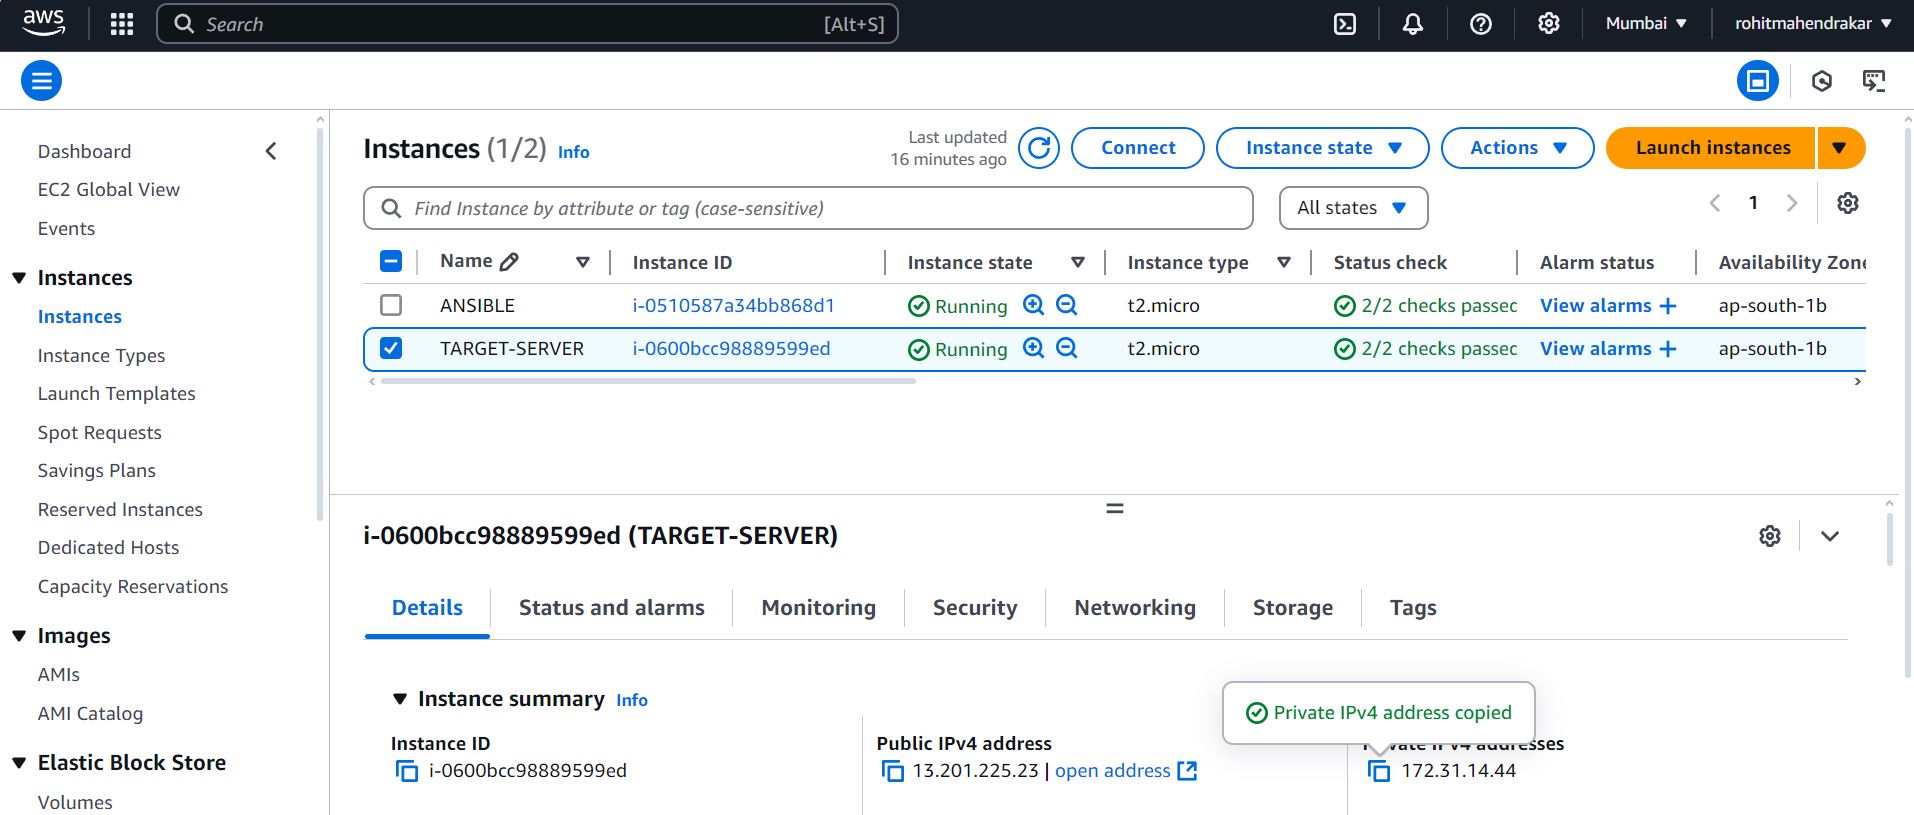 aws
Search [Alt+S]
Mumbai
rohitmahendrakar
Dashboard
EC2 Global View
Events
Instances
Instances
Instance Types
Launch Templates
Spot Requests
Savings Plans
Reserved Instances
Dedicated Hosts
Capacity Reservations
Images
AMIs
AMI Catalog
Elastic Block Store
Volumes
Instances (1/2) Info
Last updated
16 minutes ago
Connect
Instance state
Actions
Launch instances
Find Instance by attribute or tag (case-sensitive)
All states
1
Name Instance ID Instance state Instance type Status check Alarm status Availability Zone
ANSIBLE i-0510587a34bb868d1 Running t2.micro 2/2 checks passed View alarms + ap-south-1b
TARGET-SERVER i-0600bcc98889599ed Running t2.micro 2/2 checks passed View alarms + ap-south-1b
i-0600bcc98889599ed (TARGET-SERVER)
Details Status and alarms Monitoring Security Networking Storage Tags
Instance summary Info
Private IPv4 address copied
Instance ID
i-0600bcc98889599ed
Public IPv4 address
13.201.225.23 | open address
Private IPv4 addresses
172.31.14.44